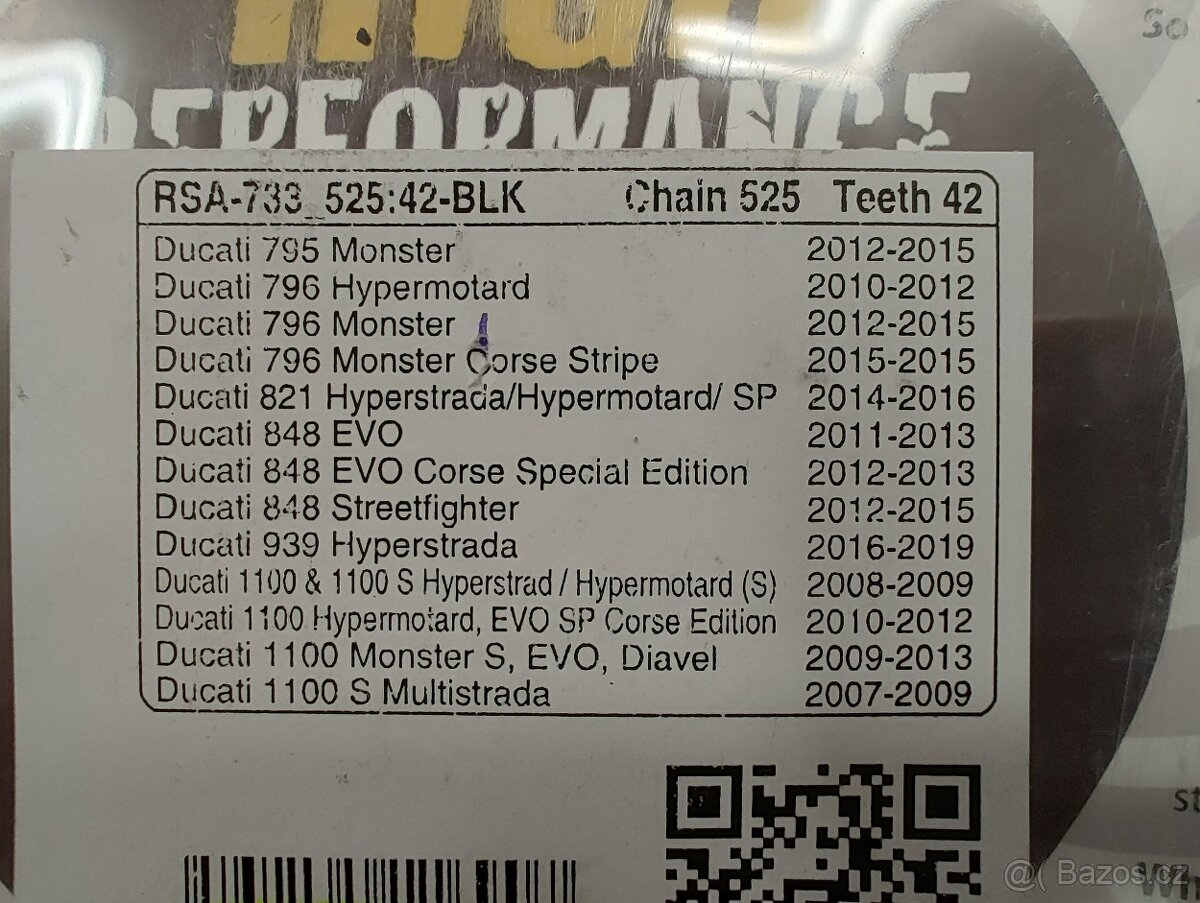 So
PERFORMANCE
RSA-733_525:42-BLK Chain 525 Teeth 42
Ducati 795 Monster 2012-2015
Ducati 796 Hypermotard 2010-2012
Ducati 796 Monster 2012-2015
Ducati 796 Monster Corse Stripe 2015-2015
Ducati 821 Hyperstrada/Hypermotard/ SP 2014-2016
Ducati 848 EVO 2011-2013
Ducati 848 EVO Corse Special Edition 2012-2013
Ducati 848 Streetfighter 2012-2015
Ducati 939 Hyperstrada 2016-2019
Ducati 1100 & 1100 S Hyperstrad / Hypermotard (S) 2008-2009
Ducati 1100 Hypermotard, EVO SP Corse Edition 2010-2012
Ducati 1100 Monster S, EVO, Diavel 2009-2013
Ducati 1100 S Multistrada 2007-2009
st
Bazos.cz